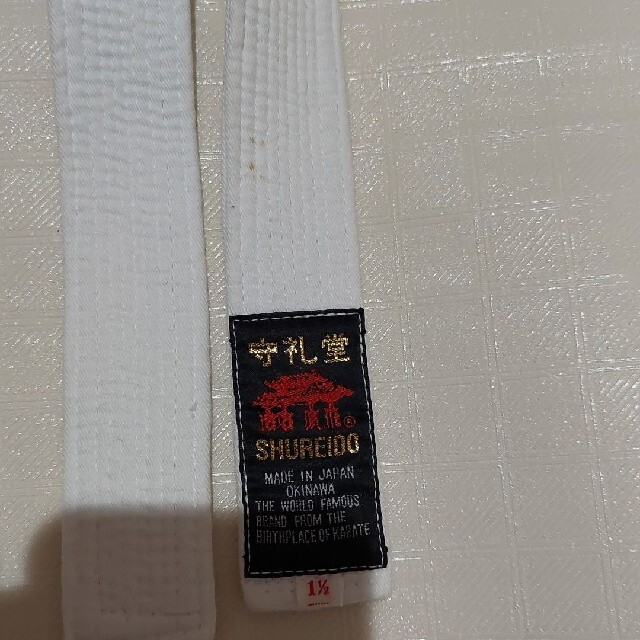 守礼堂
®
SHUREIDO
MADE IN JAPAN
OKINAWA
THE WORLD FAMOUS
BRAND FROM THE
BIRTHPLACE OF KARATE
1½